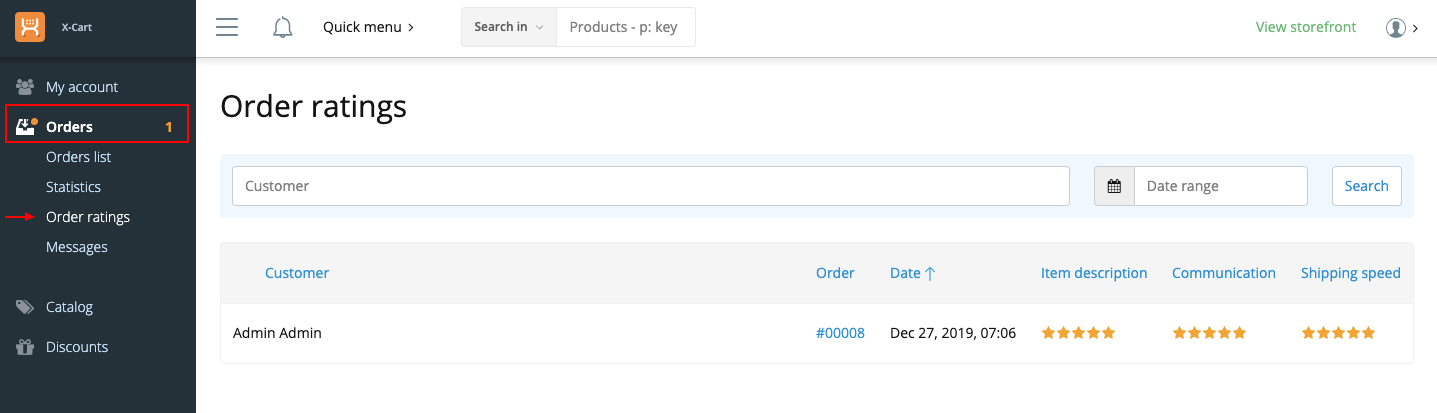 X-Cart
Quick menu
Search in
Products - p: key
View storefront
My account
Orders 1
Orders list
Statistics
Order ratings
Messages
Catalog
Discounts
Order ratings
Customer
Date range
Search
Customer Order Date Item description Communication Shipping speed
Admin Admin #00008 Dec 27, 2019, 07:06